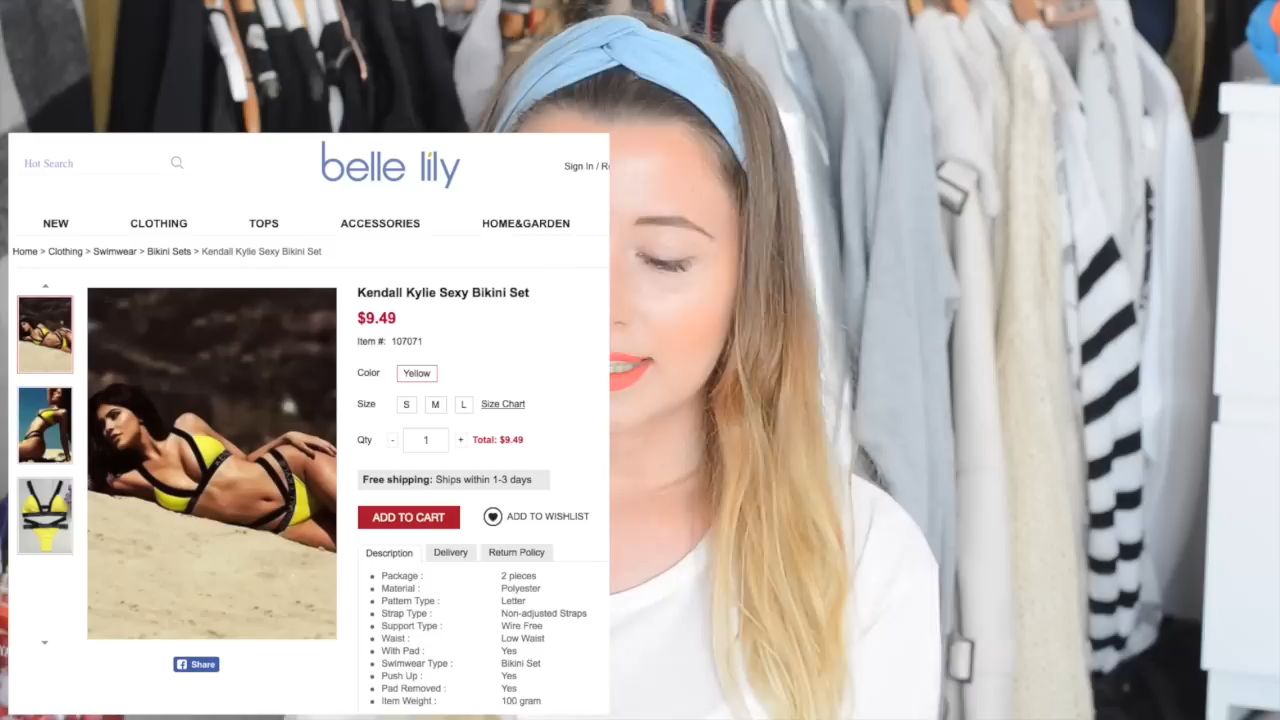 Hot Search
belle lily
Sign In / R
NEW CLOTHING TOPS ACCESSORIES HOME&GARDEN
Home > Clothing > Swimwear > Bikini Sets > Kendall Kylie Sexy Bikini Set
Kendall Kylie Sexy Bikini Set
$9.49
Item #: 107071
Color Yellow
Size S M L Size Chart
Qty - 1 + Total: $9.49
Free shipping: Ships within 1-3 days
ADD TO CART ADD TO WISHLIST
Description Delivery Return Policy
Package : 2 pieces
Material : Polyester
Pattern Type : Letter
Strap Type : Non-adjusted Straps
Support Type : Wire Free
Waist : Low Waist
With Pad : Yes
Swimwear Type : Bikini Set
Push Up : Yes
Pad Removed : Yes
Item Weight : 100 gram
Share